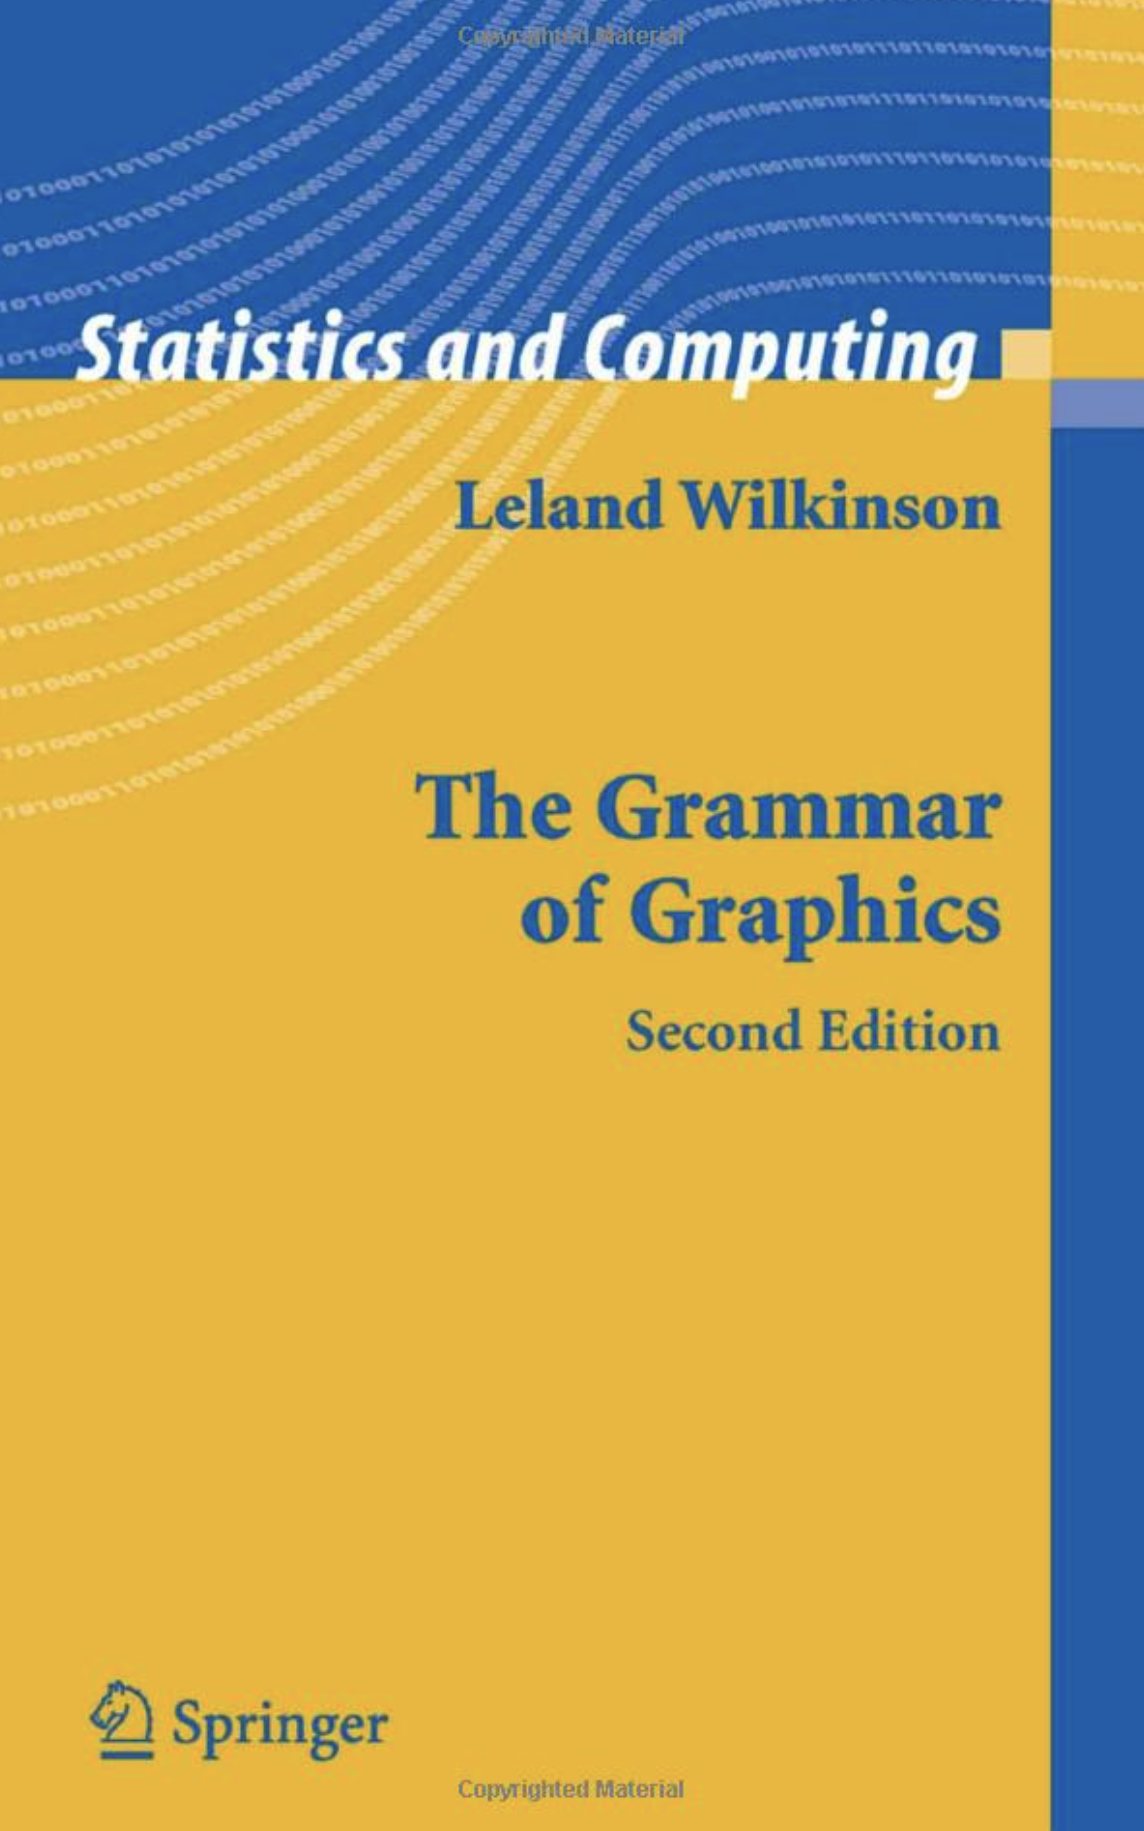 Copyrighted Material
Statistics and Computing
Leland Wilkinson
The Grammar
of Graphics
Second Edition
Springer
Copyrighted Material